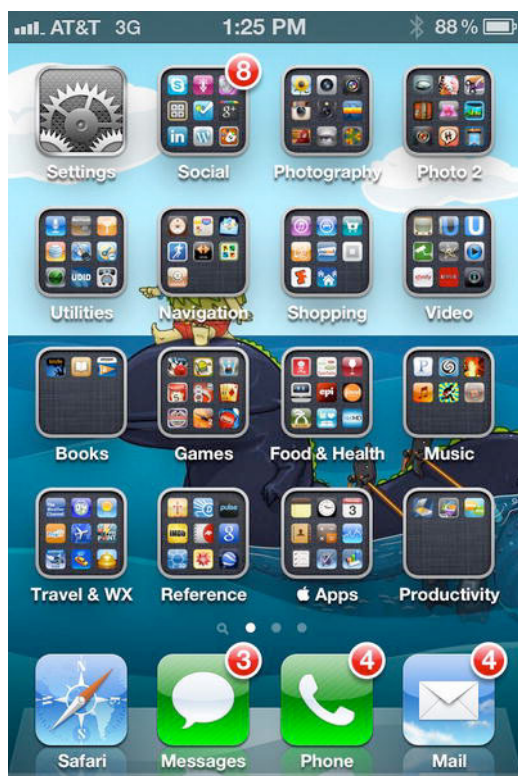 AT&T 3G 1:25 PM 88%
8
Settings Social Photography Photo 2
Utilities Navigation Shopping Video
Books Games Food & Health Music
Travel & WX Reference Apps Productivity
3 4 4
Safari Messages Phone Mail